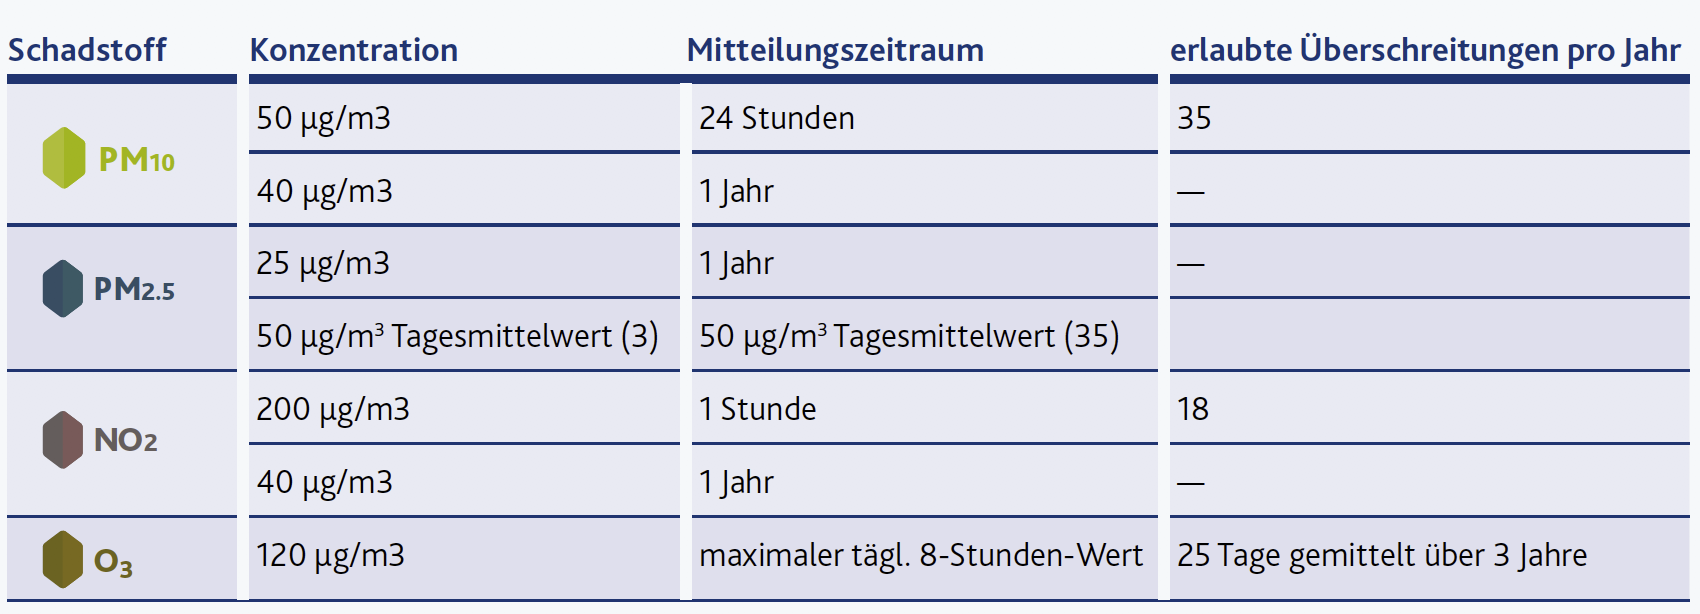 Schadstoff Konzentration Mitteilungszeitraum erlaubte Überschreitungen pro Jahr
PM10
50 µg/m3 24 Stunden 35
40 µg/m3 1 Jahr —
PM2.5
25 µg/m3 1 Jahr —
50 µg/m³ Tagesmittelwert (3) 50 µg/m³ Tagesmittelwert (35)
NO2
200 µg/m3 1 Stunde 18
40 µg/m3 1 Jahr —
O3 120 µg/m3 maximaler tägl. 8-Stunden-Wert 25 Tage gemittelt über 3 Jahre